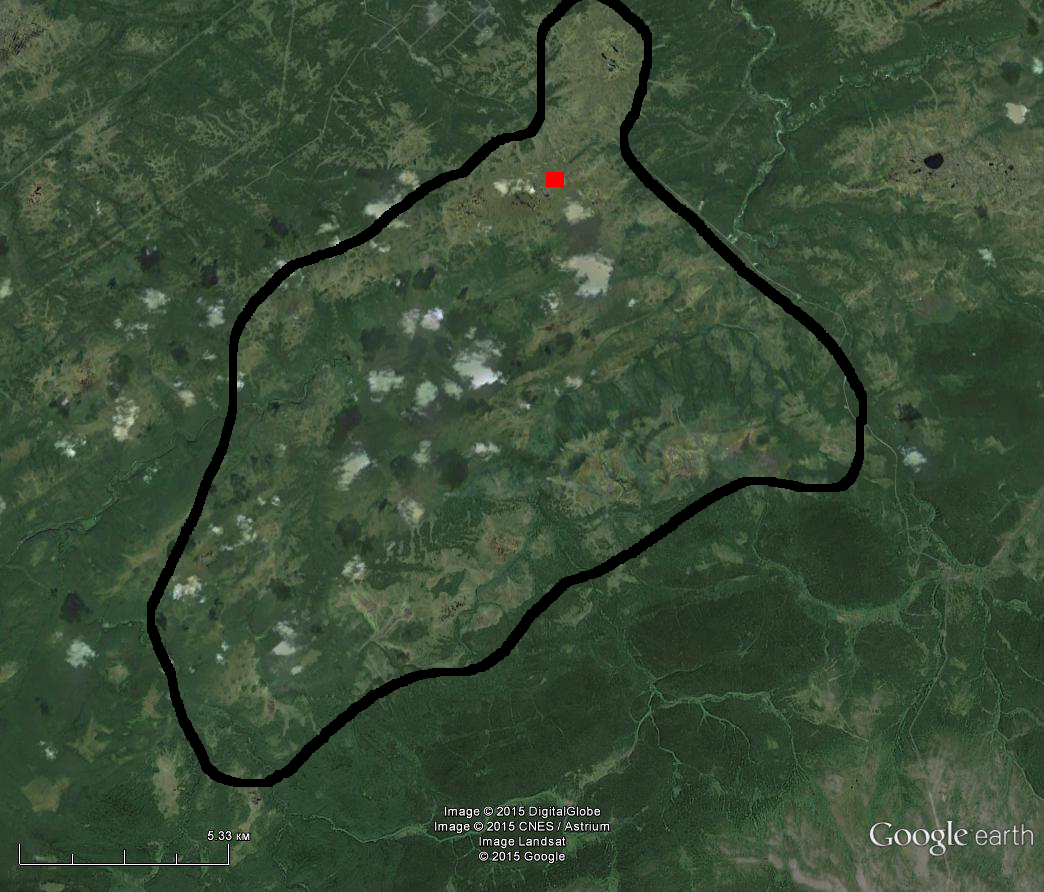 5.33 км
Image © 2015 DigitalGlobe
Image © 2015 CNES / Astrium
Image Landsat
© 2015 Google
Google earth